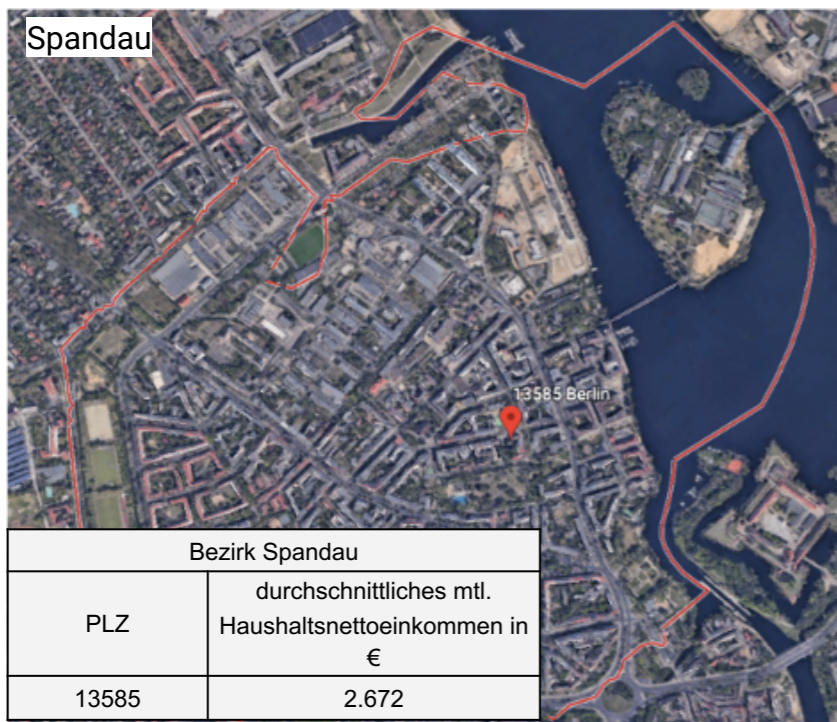 Spandau
13585 Berlin
Bezirk Spandau
PLZ
durchschnittliches mtl.
Haushaltsnettoeinkommen in
€
13585
2.672